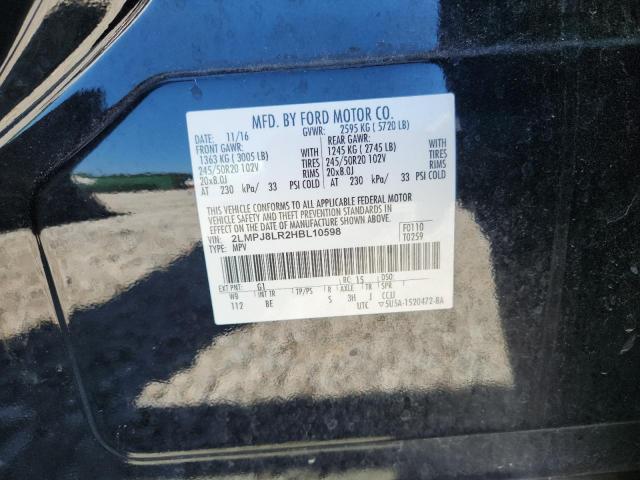 MFD. BY FORD MOTOR CO.
DATE: 11/16 GVWR: 2595 KG ( 5720 LB)
FRONT GAWR: REAR GAWR:
1363 KG ( 3005 LB) WITH 1245 KG ( 2745 LB) WITH
245/50R20 102V TIRES 245/50R20 102V TIRES
20x8.0J RIMS 20x8.0J RIMS
AT 230 kPa/ 33 PSI COLD AT 230 kPa/ 33 PSI COLD
THIS VEHICLE CONFORMS TO ALL APPLICABLE FEDERAL MOTOR
VEHICLE SAFETY AND THEFT PREVENTION STANDARDS IN
EFFECT ON THE DATE OF MANUFACTURE SHOWN ABOVE.
VIN: 2LMPJ8LR2HBL10598 F0110
TYPE: MPV T0259
EXT PNT: G1 RC: 15 DSO:
WB INT TR TP/PS R AXLE TR SPR
112 BE S 3H J CCJJ
UTC ▽5U5A-1520472-BA